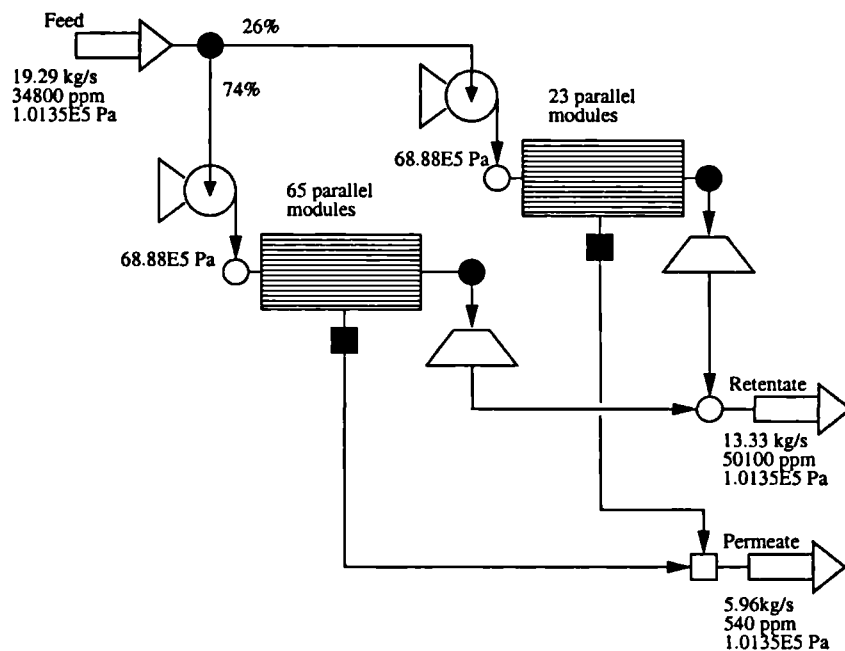 Feed
19.29 kg/s
34800 ppm
1.0135E5 Pa
26%
74%
23 parallel
modules
68.88E5 Pa
65 parallel
modules
68.88E5 Pa
Retentate
13.33 kg/s
50100 ppm
1.0135E5 Pa
Permeate
5.96kg/s
540 ppm
1.0135E5 Pa